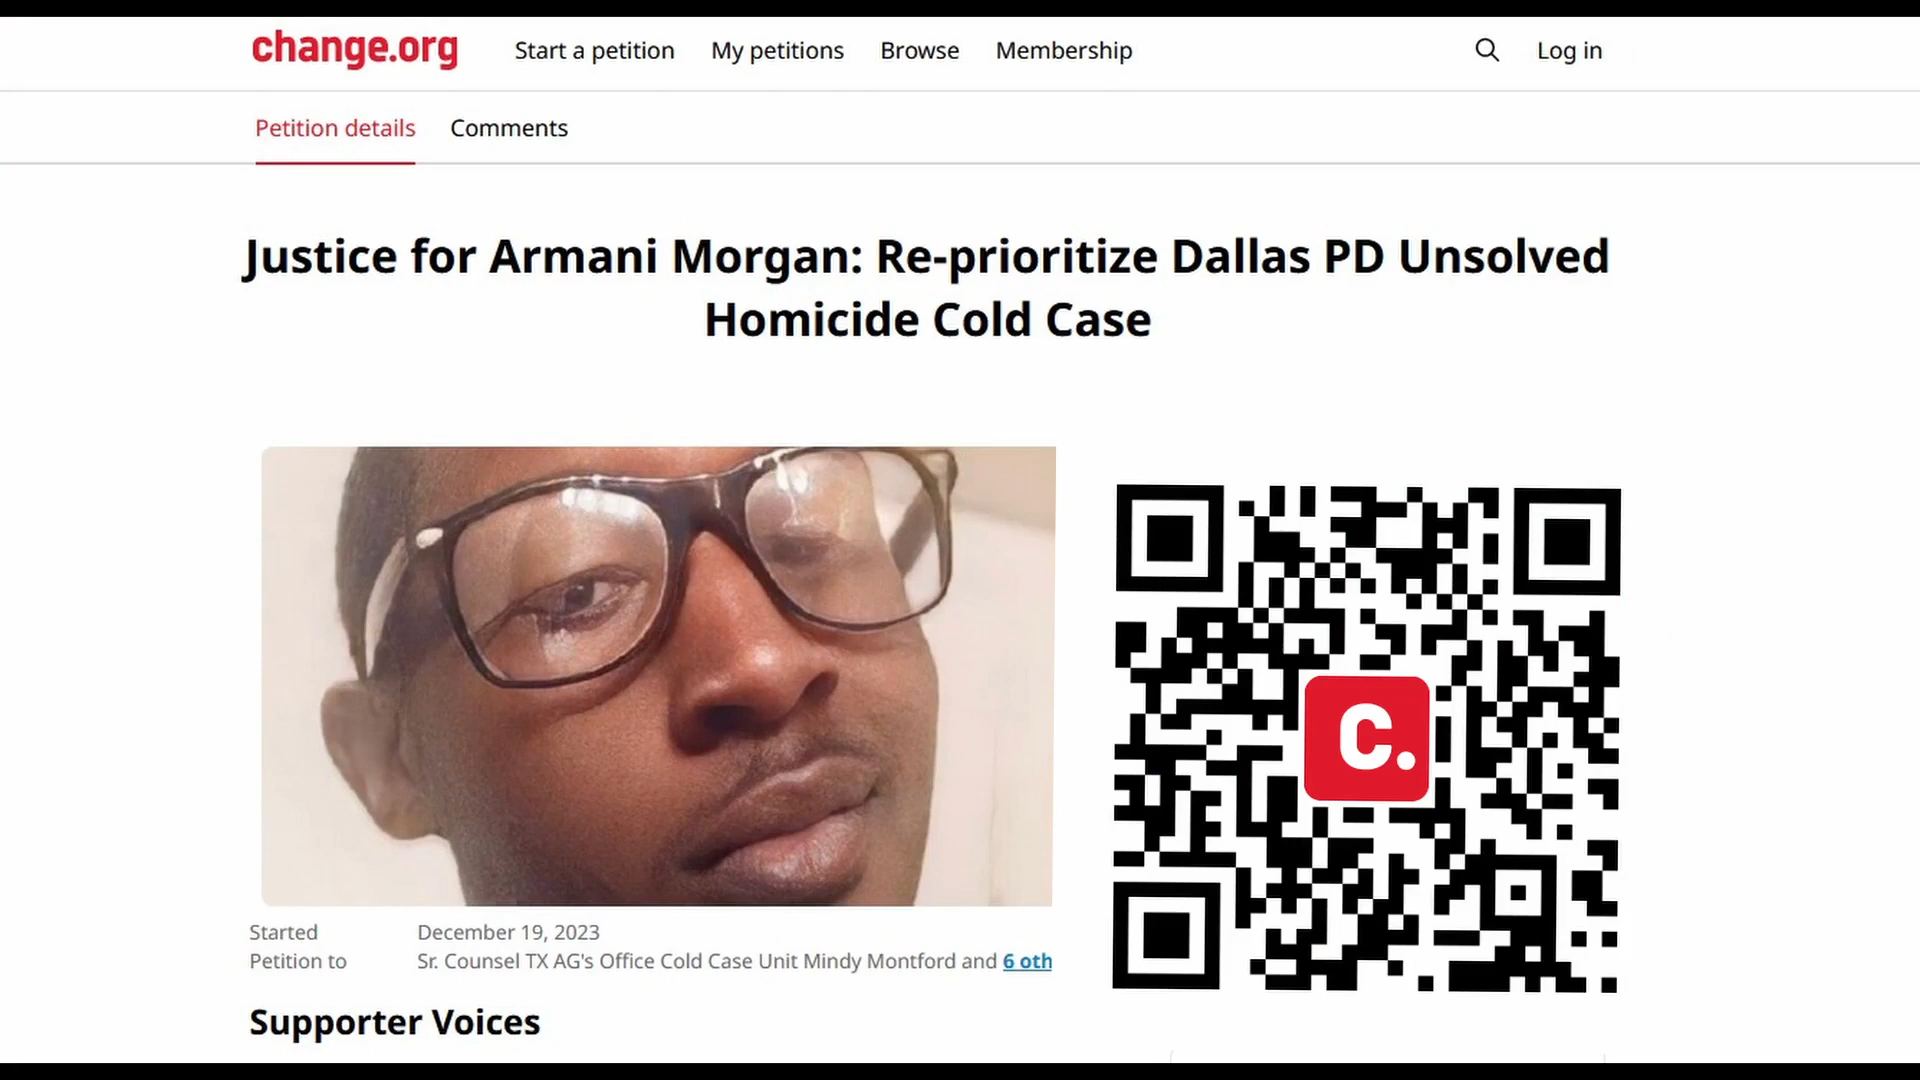 change.org
Start a petition
My petitions
Browse
Membership
Log in
Petition details
Comments
Justice for Armani Morgan: Re-prioritize Dallas PD Unsolved
Homicide Cold Case
C.
Started December 19, 2023
Petition to Sr. Counsel TX AG's Office Cold Case Unit Mindy Montford and 6 oth
Supporter Voices